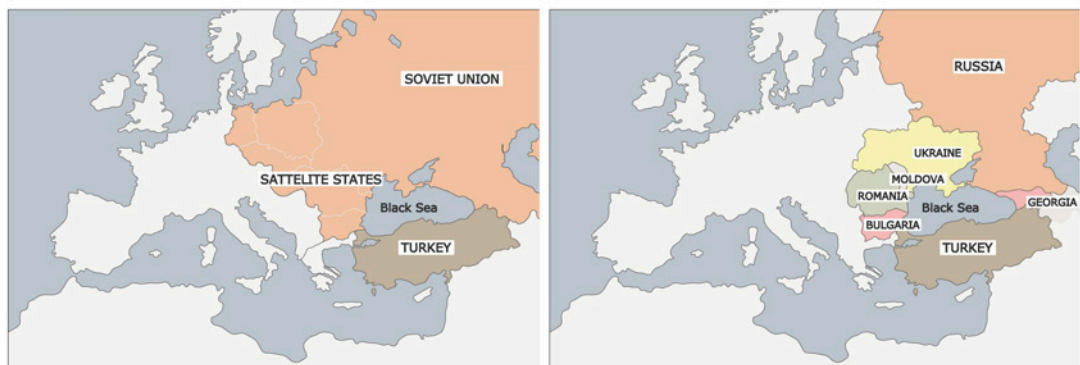 SOVIET UNION
SATTELITE STATES
Black Sea
TURKEY
RUSSIA
UKRAINE
MOLDOVA
ROMANIA
Black Sea
GEORGIA
BULGARIA
TURKEY